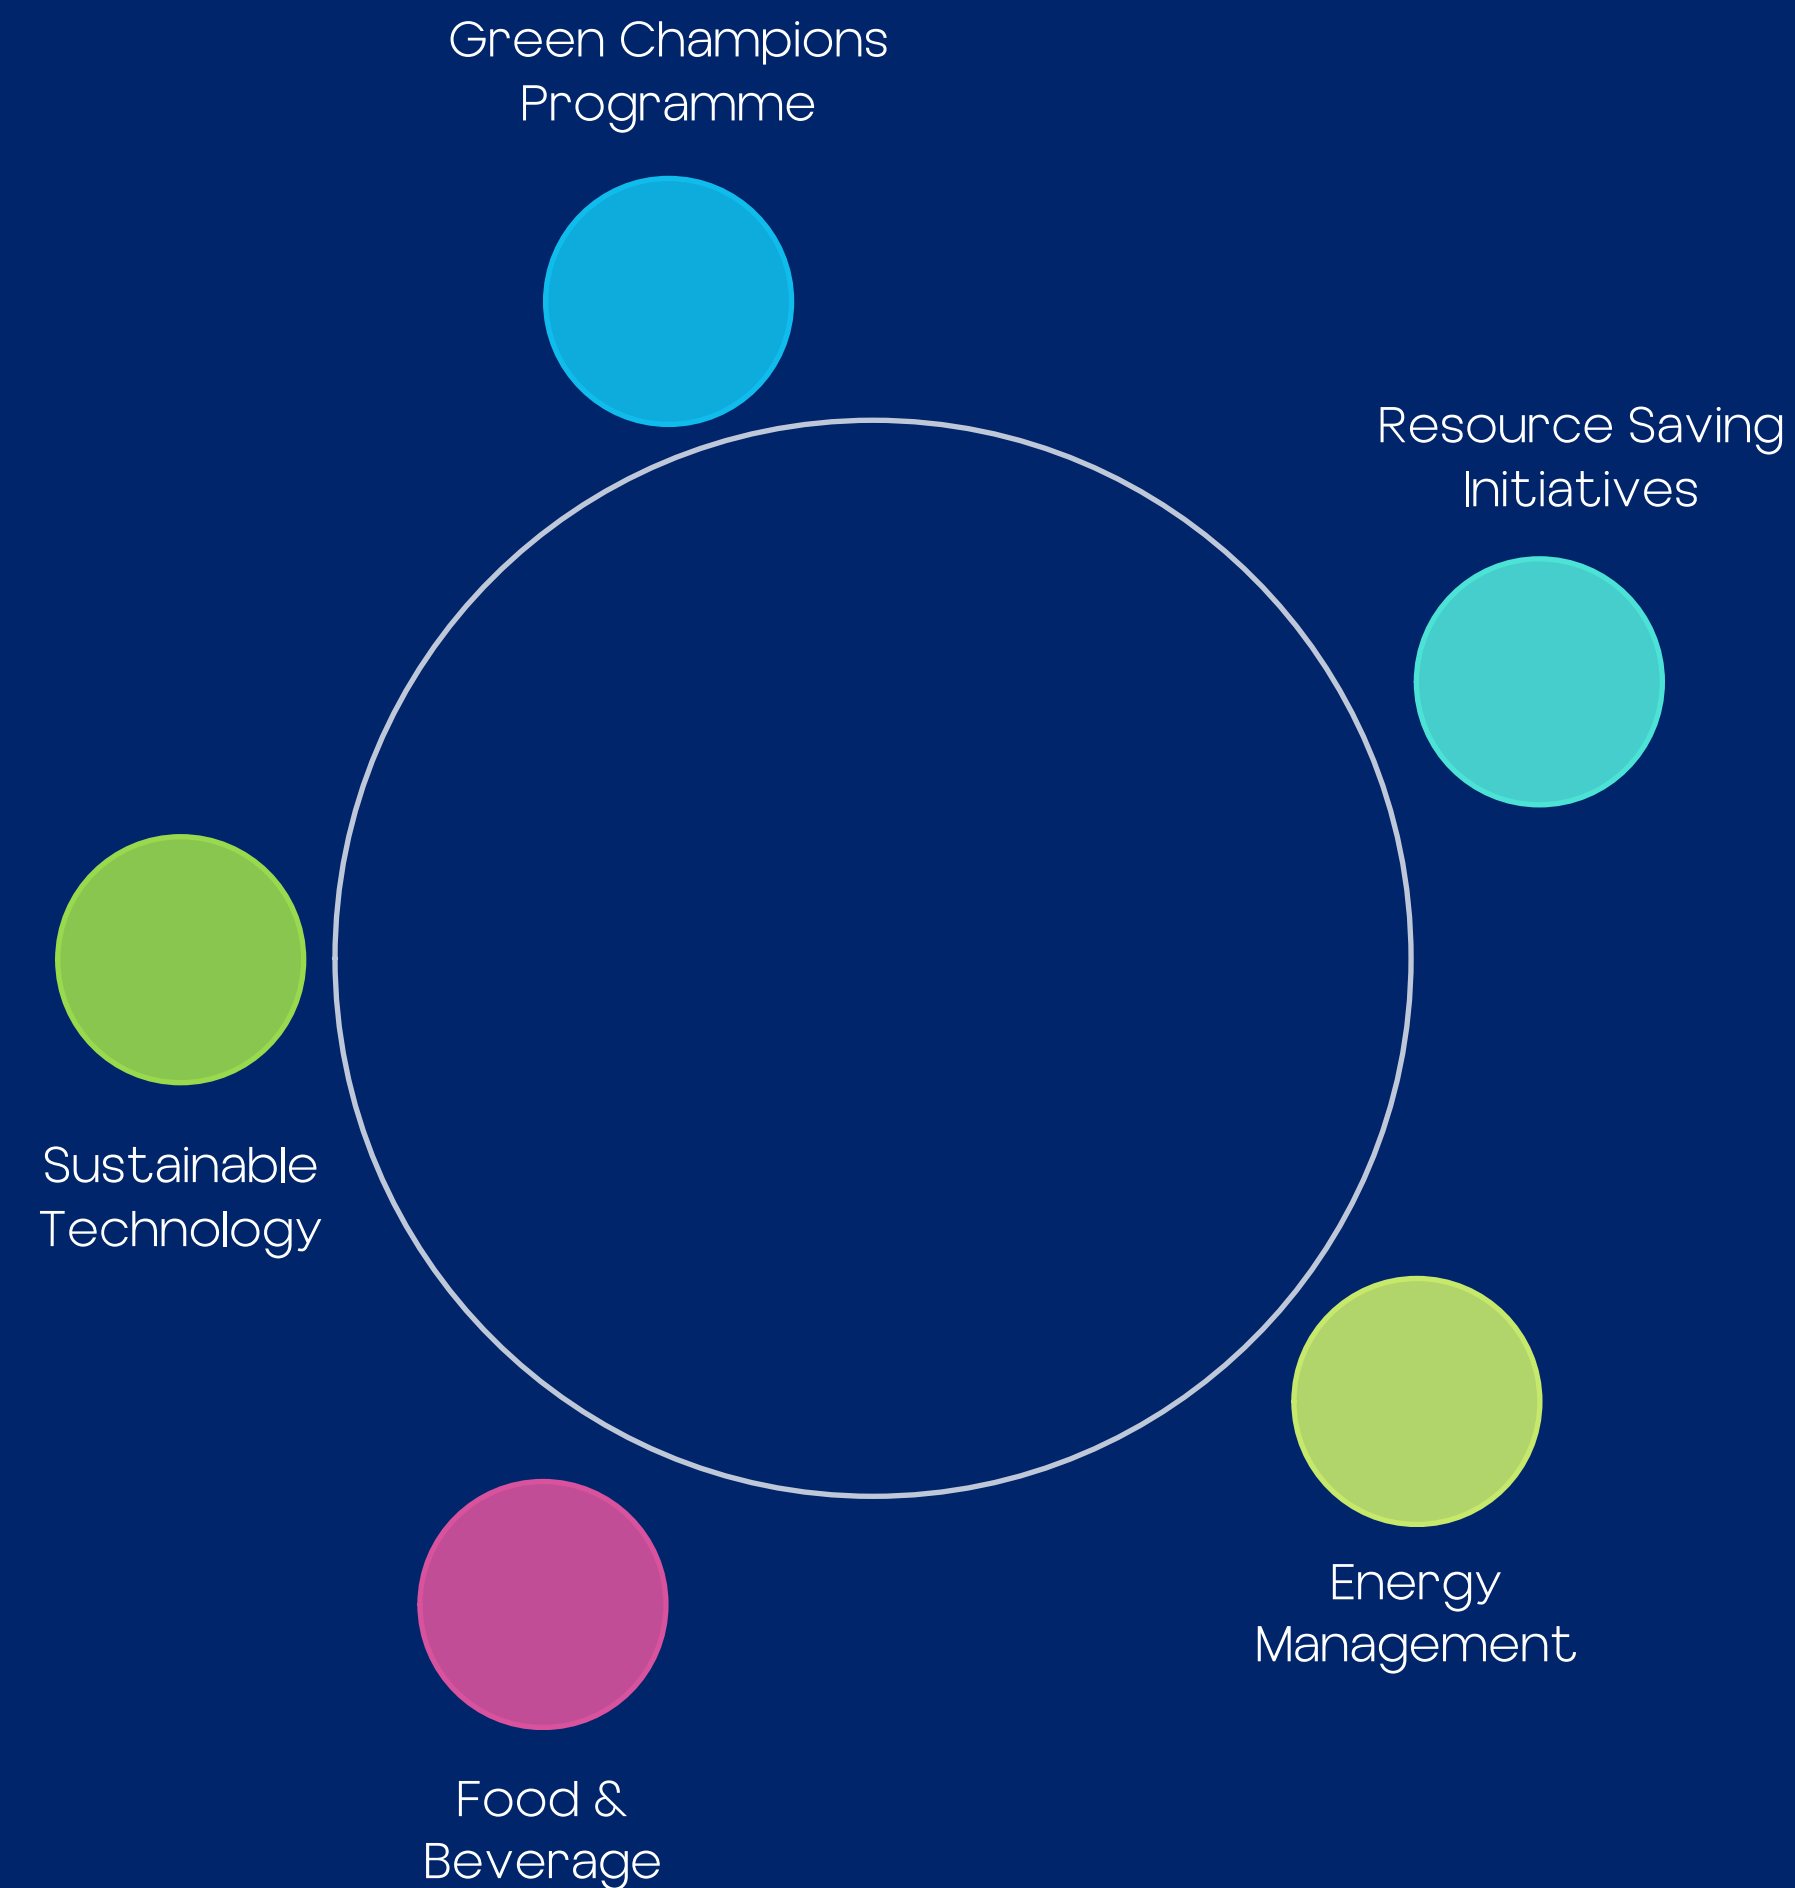 Green Champions
Programme
Resource Saving
Initiatives
Sustainable
Technology
Energy
Management
Food &
Beverage